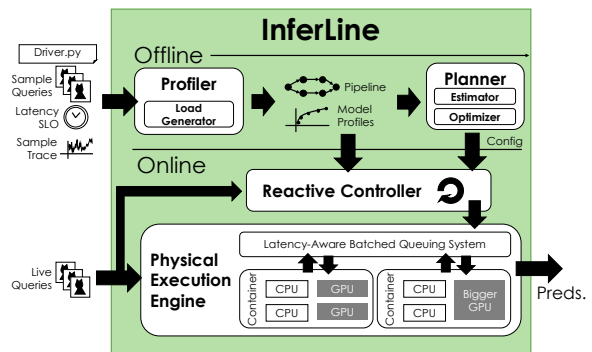 InferLine
Driver.py
Offline
Sample
Queries
Latency
SLO
Sample
Trace
Profiler
Load
Generator
Pipeline
Model
Profiles
Planner
Estimator
Optimizer
Config
Online
Reactive Controller
Live
Queries
Physical
Execution
Engine
Latency-Aware Batched Queuing System
Container
CPU
GPU
CPU
GPU
Container
CPU
CPU
Bigger
GPU
Preds.